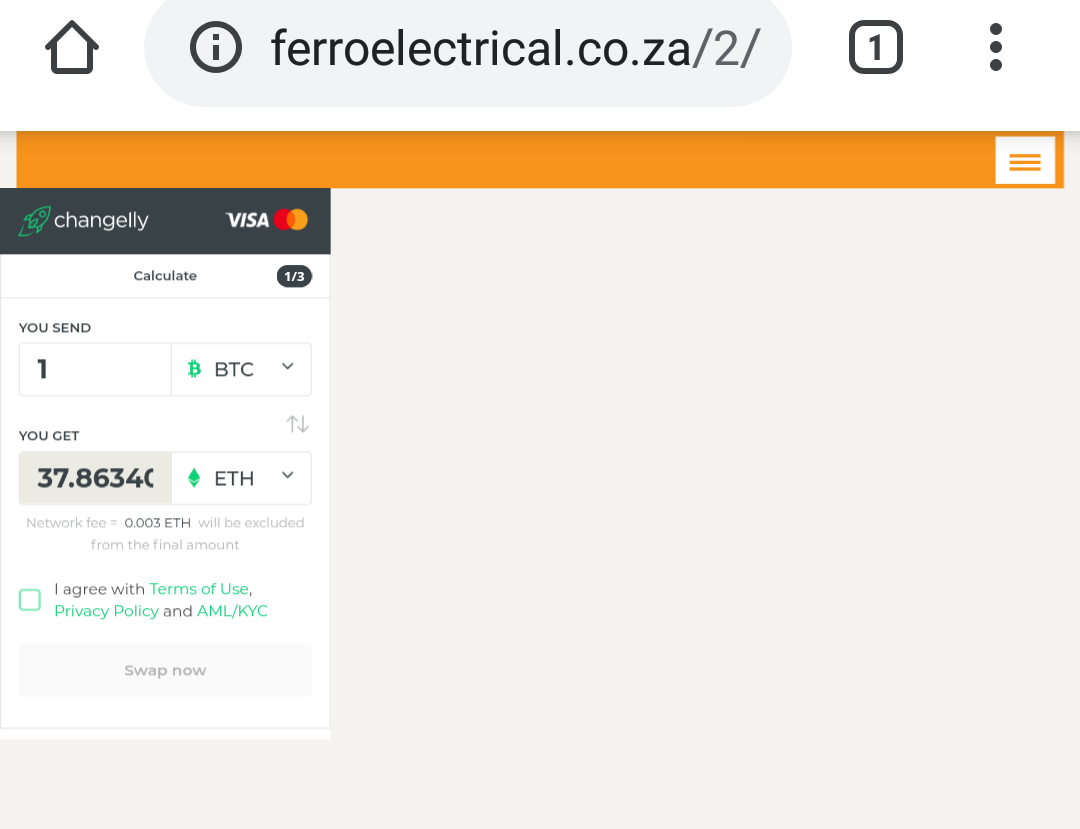 ferroelectrical.co.za/2/
1
changelly VISA
Calculate 1/3
YOU SEND
1 BTC
YOU GET
37.86340 ETH
Network fee = 0.003 ETH will be excluded
from the final amount
I agree with Terms of Use,
Privacy Policy and AML/KYC
Swap now